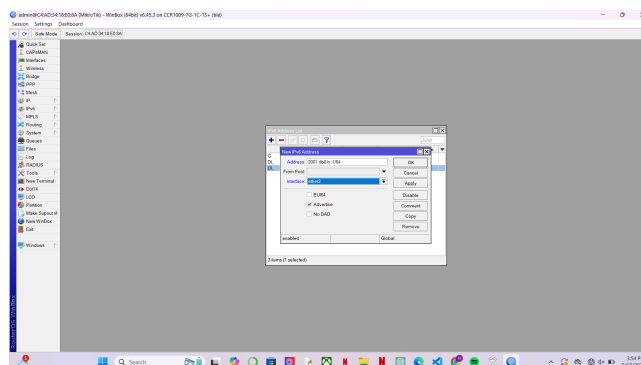 admin@C4:AD:34:18:E0:8A (MikroTik) - WinBox (64bit) v6.45.3 on CCR1009-7G-1C-1S+ (tile)
Session Settings Dashboard
Safe Mode Session: C4:AD:34:18:E0:8A
Quick Set
CAPsMAN
Interfaces
Wireless
Bridge
PPP
Mesh
IP
IPv6
MPLS
Routing
System
Queues
Files
Log
RADIUS
Tools
New Terminal
Dot1X
LCD
Partition
Make Supout.rif
New WinBox
Exit
Windows
RouterOS WinBox
IPv6 Address List
Find
New IPv6 Address
G
DL
DL
Address:
OK
From Pool:
Cancel
Interface: ether2
Apply
EUI64
Disable
Advertise
Comment
No DAD
Copy
Remove
enabled
Global
3 items (1 selected)
Search
3:54 P